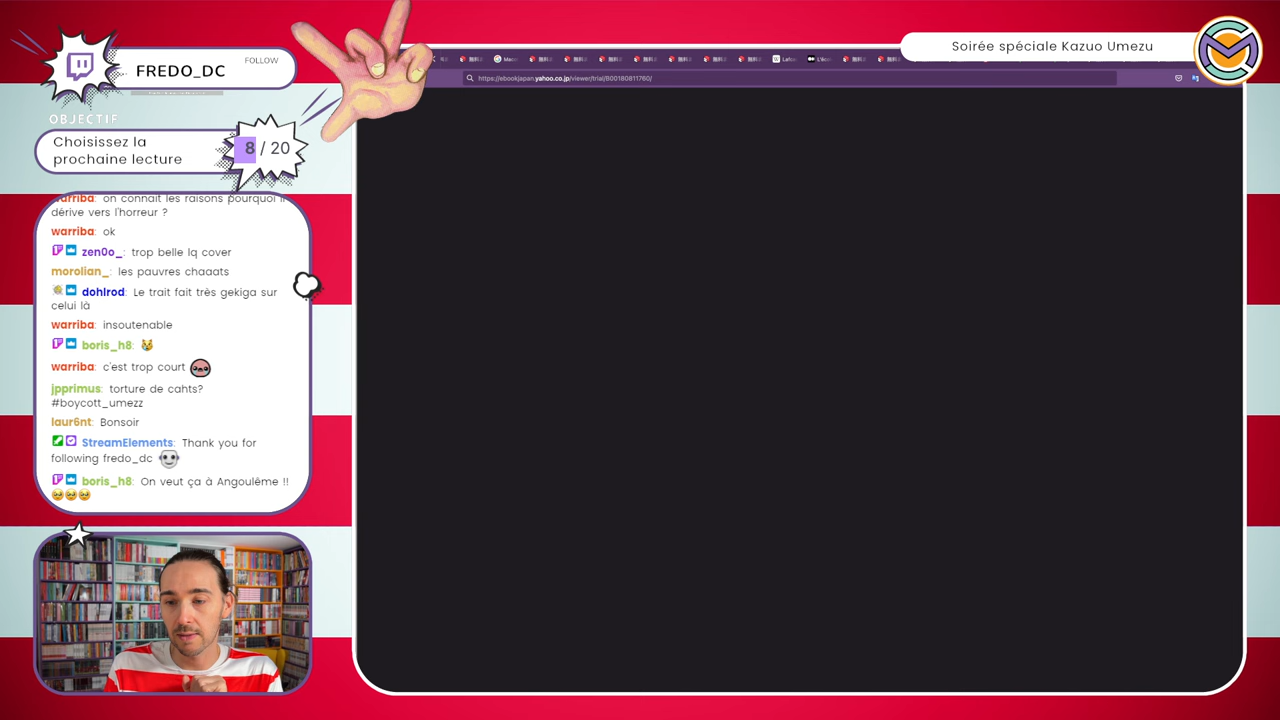 FREDO_DC
FOLLOW
OBJECTIF
Choisissez la
prochaine lecture
8 / 20
warriba: on connait les raisons pourquoi il
dérive vers l'horreur ?
warriba: ok
zen0o_: trop belle lq cover
morolian_: les pauvres chaaats
dohlrod: Le trait fait très gekiga sur
celui là
warriba: insoutenable
boris_h8: 😿
warriba: c'est trop court
jpprimus: torture de cahts?
#boycott_umezz
laur6nt: Bonsoir
StreamElements: Thank you for
following fredo_dc
boris_h8: On veut ça à Angoulême !!
🥺🥺🥺
Soirée spéciale Kazuo Umezu
https://ebookjapan.yahoo.co.jp/viewer/trial/B00180811760/